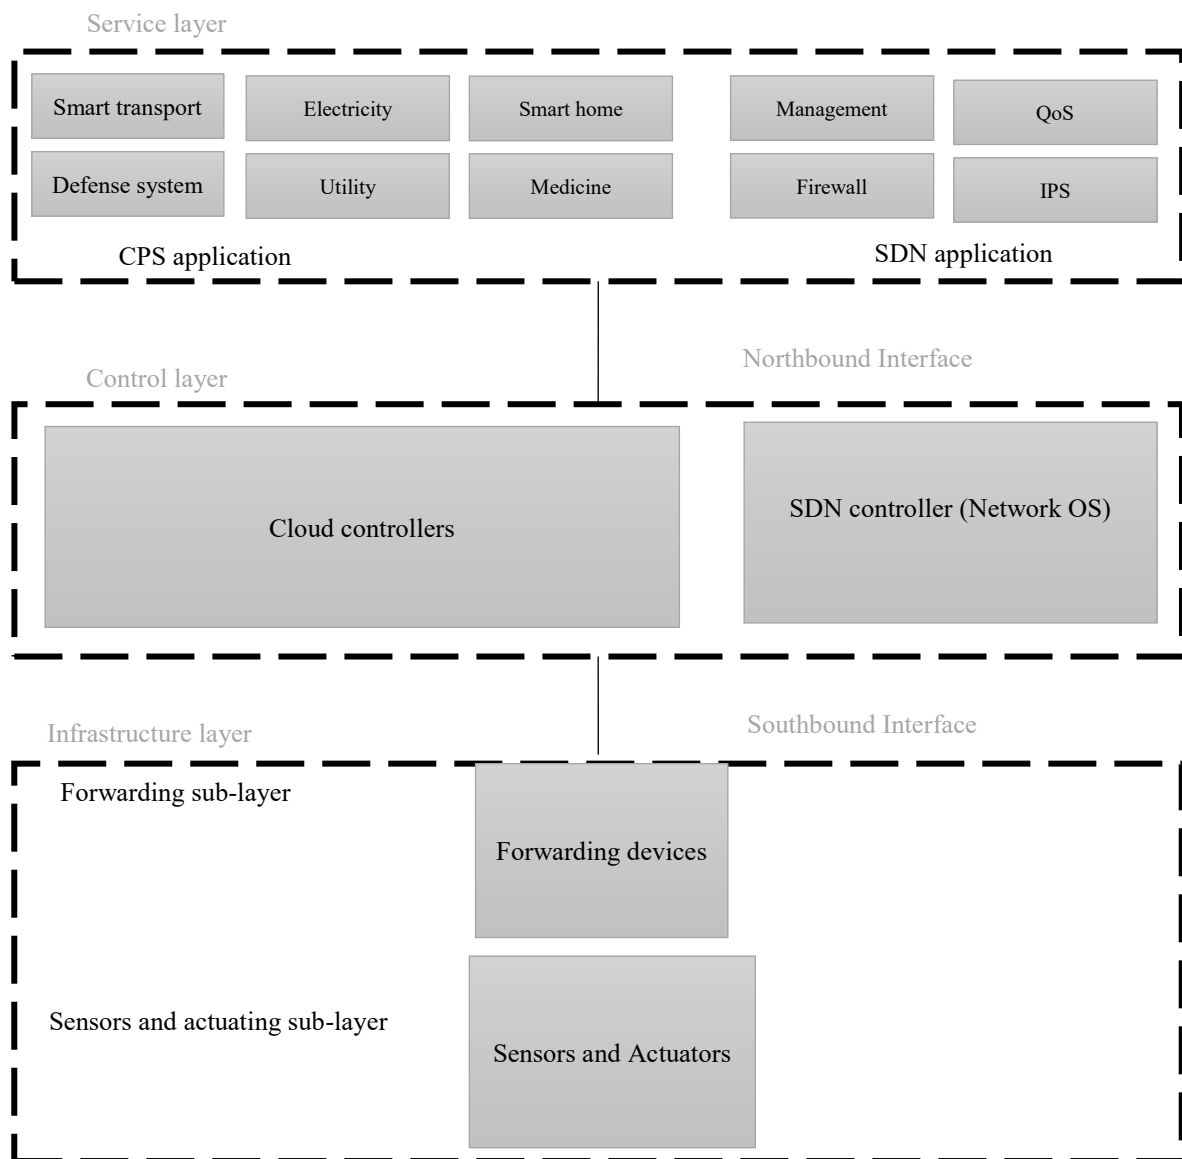 Service layer
Smart transport
Electricity
Smart home
Management
QoS
Defense system
Utility
Medicine
Firewall
IPS
CPS application
SDN application
Northbound Interface
Control layer
Cloud controllers
SDN controller (Network OS)
Southbound Interface
Infrastructure layer
Forwarding sub-layer
Forwarding devices
Sensors and actuating sub-layer
Sensors and Actuators